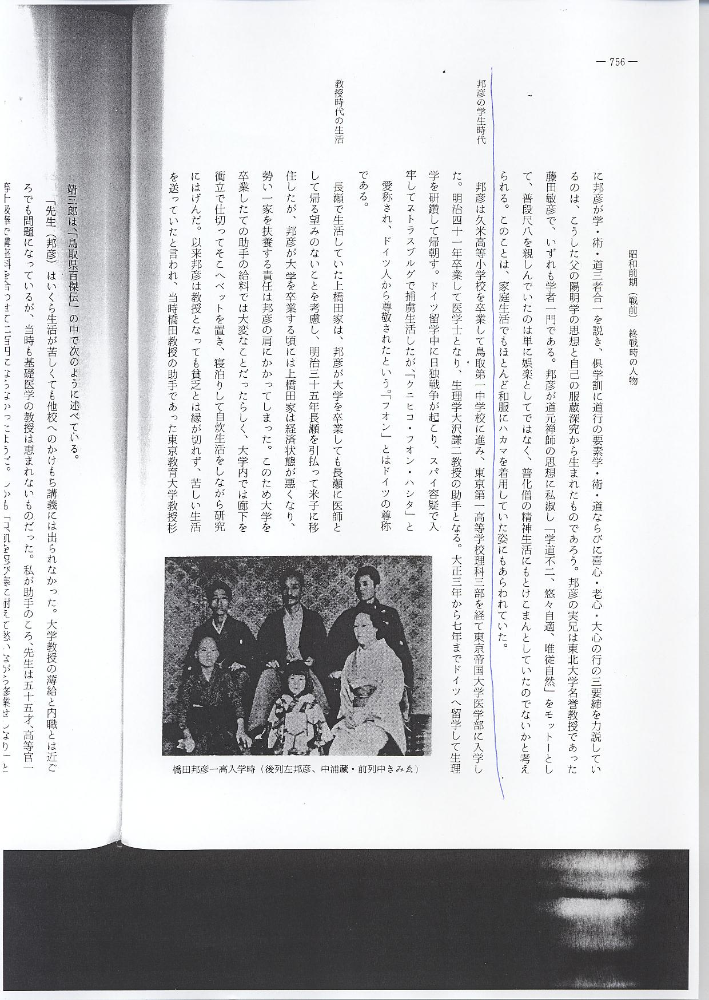 ― 756 ―
昭和前期（戦前）　終戦時の人物
に邦彦が学・術・道三者合一を説き、倶学訓に道行の要素学・術・道ならびに喜心・老心・大心の行の三要締を力説してい
るのは、こうした父の陽明学の思想と自己の服蔵深究から生まれたものであろう。邦彦の実兄は東北大学名誉教授であった
藤田敏彦で、いずれも学者一門である。邦彦が道元禅師の思想に私淑し「学道不二、悠々自適、唯従自然」をモットーとし
て、普段尺八を親しんでいたのは単に娯楽としてではなく、普化僧の精神生活にもとけこまんとしていたのでないかと考え
られる。このことは、家庭生活でもほとんど和服にハカマを着用していた姿にもあらわれていた。
邦彦の学生時代
邦彦は久米高等小学校を卒業して鳥取第一中学校に進み、東京第一高等学校理科三部を経て東京帝国大学医学部に入学し
た。明治四十一年卒業して医学士となり、生理学大沢謙二教授の助手となる。大正三年から七年までドイツへ留学して生理
学を研鑽して帰朝す。ドイツ留学中に日独戦争が起こり、スパイ容疑で入
牢してストラスブルグで捕虜生活したが、「クニヒコ・フオン・ハシタ」と
愛称され、ドイツ人から尊敬されたという。「フオン」とはドイツの尊称
である。
教授時代の生活
長瀬で生活していた上橋田家は、邦彦が大学を卒業しても長瀬に医師と
して帰る望みのないことを考慮し、明治三十五年長瀬を引払って米子に移
住したが、邦彦が大学を卒業する頃には上橋田家は経済状態が悪くなり、
勢い一家を扶養する責任は邦彦の肩にかかってしまった。このため大学を
卒業したての助手の給料では大変なことだったらしく、大学内では廊下を
衝立で仕切ってそこへベットを置き、寝泊りして自炊生活をしながら研究
にはげんだ。以来邦彦は教授となっても貧乏とは縁が切れず、苦しい生活
を送っていたと言われ、当時橋田教授の助手であった東京教育大学教授杉
橋田邦彦一高入学時（後列左邦彦、中浦蔵・前列中きみゑ）
靖三郎は、「鳥取県百傑伝」の中で次のように述べている。
「先生（邦彦）はいくら生活が苦しくても他校へのかけもち講義には出られなかった。大学教授の薄給と内職とは近ご
ろでも問題になっているが、当時も基礎医学の教授は恵まれないものだった。私が助手のころ、先生は五十五才、高等官一